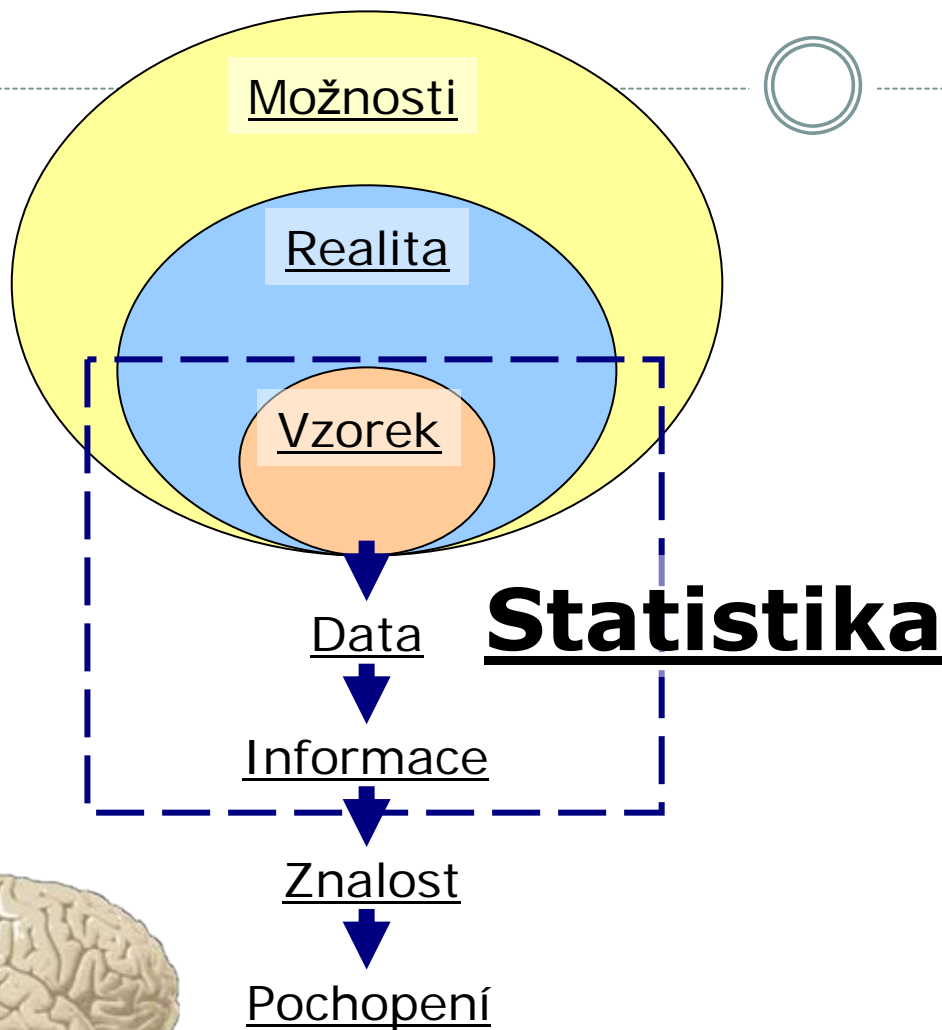 Možnosti
Realita
Vzorek
Data
Statistika
Informace
Znalost
Pochopení